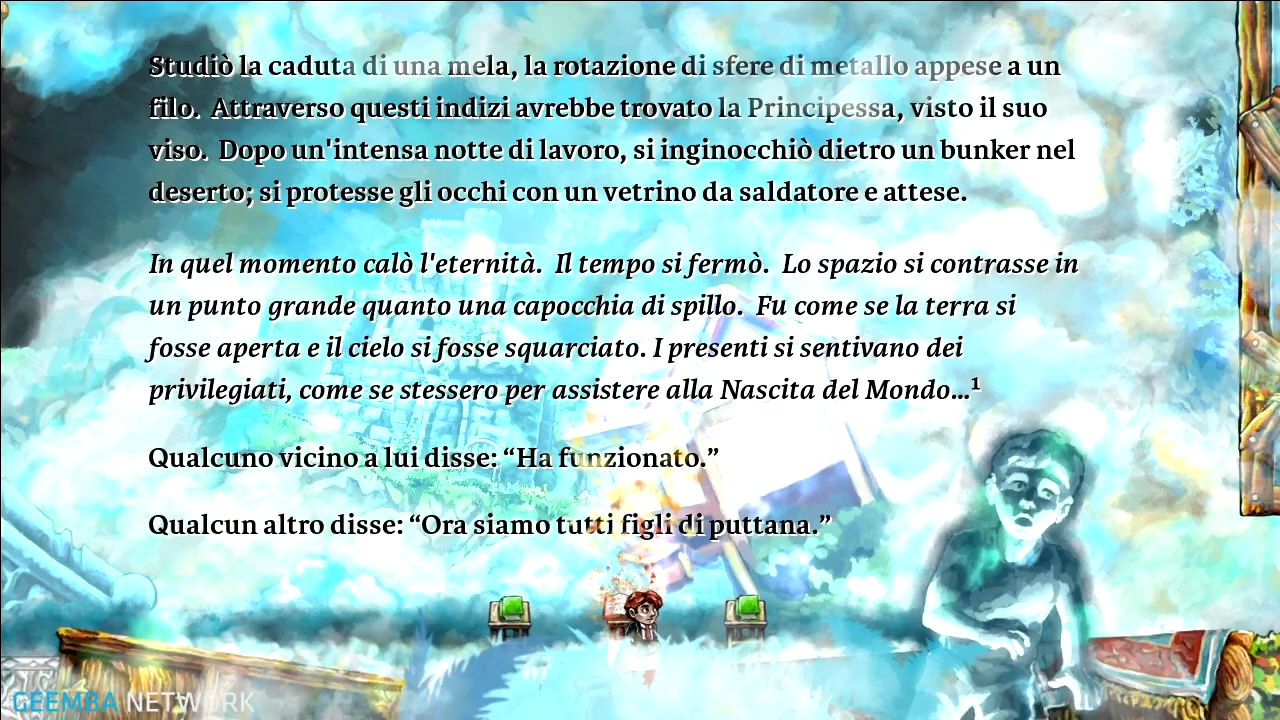 Studiò la caduta di una mela, la rotazione di sfere di metallo appese a un
filo.  Attraverso questi indizi avrebbe trovato la Principessa, visto il suo
viso.  Dopo un'intensa notte di lavoro, si inginocchiò dietro un bunker nel
deserto; si protesse gli occhi con un vetrino da saldatore e attese.
In quel momento calò l'eternità.  Il tempo si fermò.  Lo spazio si contrasse in
un punto grande quanto una capocchia di spillo.  Fu come se la terra si
fosse aperta e il cielo si fosse squarciato. I presenti si sentivano dei
privilegiati, come se stessero per assistere alla Nascita del Mondo...¹
Qualcuno vicino a lui disse: “Ha funzionato.”
Qualcun altro disse: “Ora siamo tutti figli di puttana.”
GEEMBA NETWORK